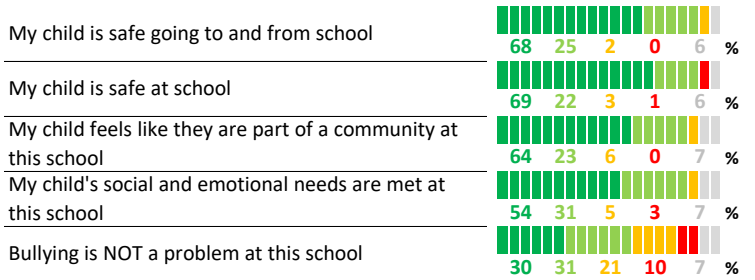 My child is safe going to and from school
68 25 2 0 6 %
My child is safe at school
69 22 3 1 6 %
My child feels like they are part of a community at
this school
64 23 6 0 7 %
My child's social and emotional needs are met at
this school
54 31 5 3 7 %
Bullying is NOT a problem at this school
30 31 21 10 7 %